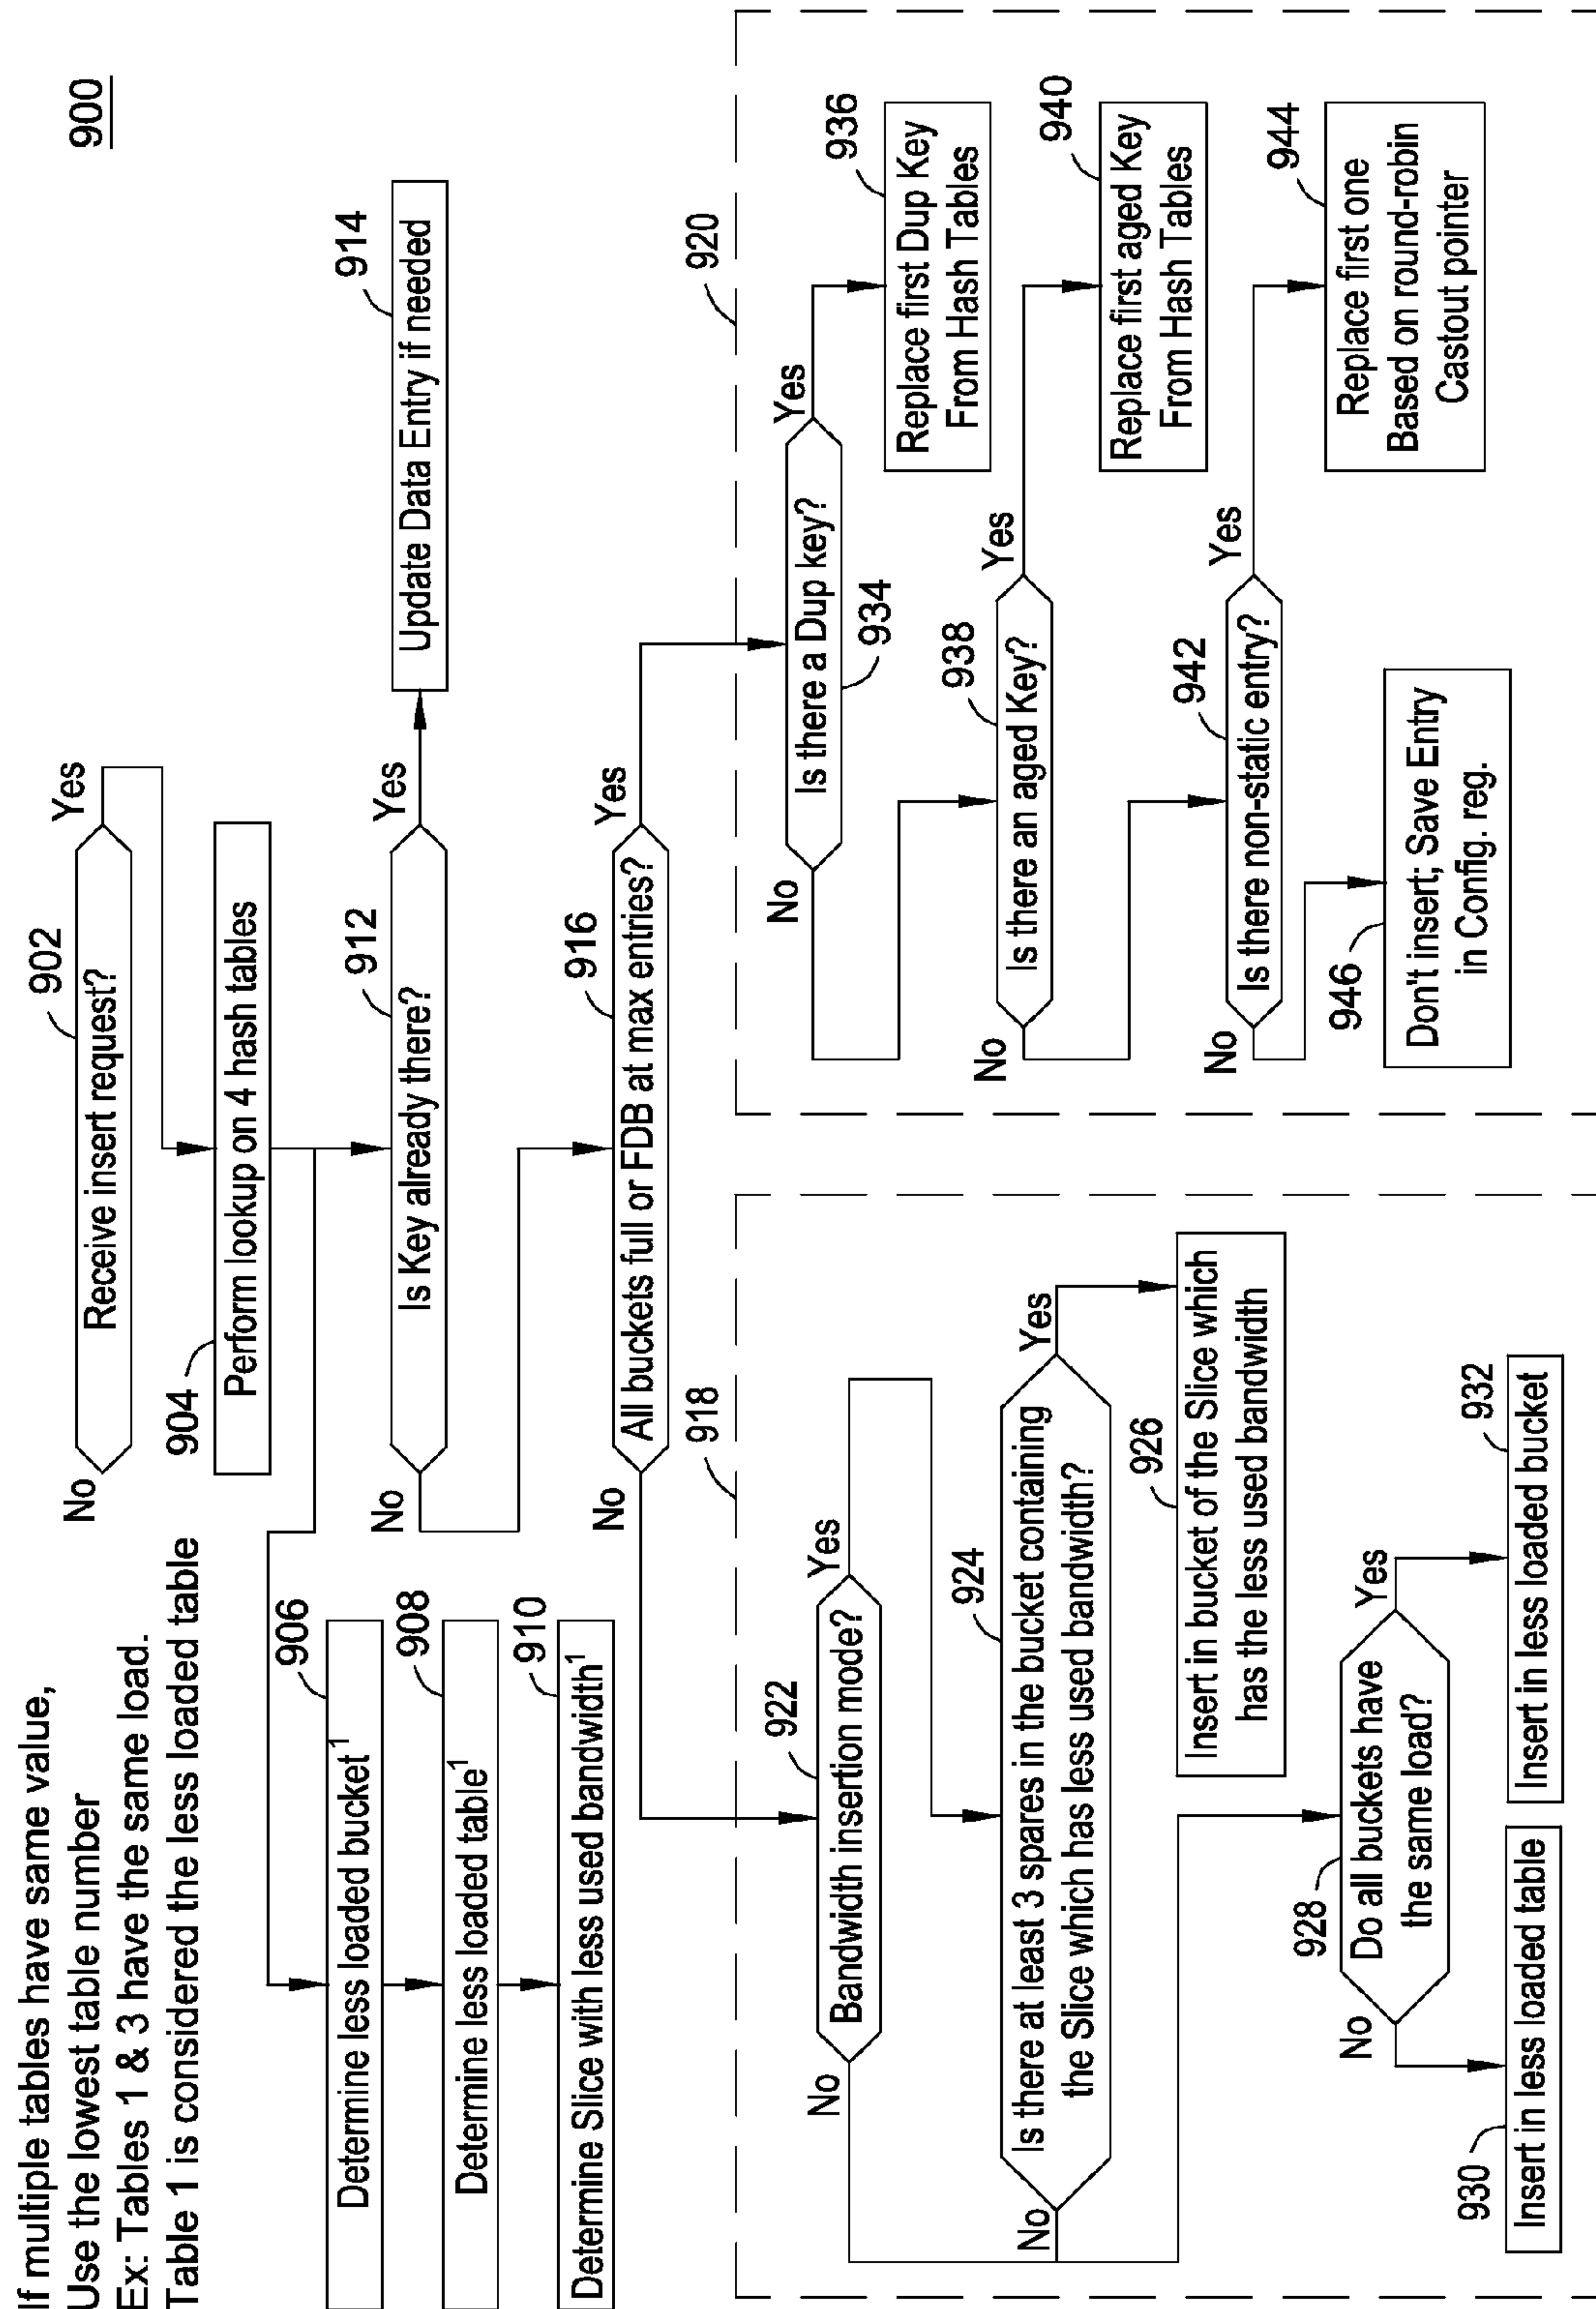 900
If multiple tables have same value,
Use the lowest table number
Ex: Tables 1 & 3 have the same load.
Table 1 is considered the less loaded table
902
Receive insert request?
No
Yes
904
Perform lookup on 4 hash tables
906
Determine less loaded bucket1
908
Determine less loaded table1
910
Determine Slice with less used bandwidth1
912
Is Key already there?
No
Yes
914
Update Data Entry if needed
916
All buckets full or FDB at max entries?
No
Yes
918
922
Bandwidth insertion mode?
No
Yes
924
Is there at least 3 spares in the bucket containing
the Slice which has less used bandwidth?
No
Yes
926
Insert in bucket of the Slice which
has the less used bandwidth
928
Do all buckets have
the same load?
No
Yes
930
Insert in less loaded table
932
Insert in less loaded bucket
920
Is there a Dup key?
934
No
Yes
936
Replace first Dup Key
From Hash Tables
938
Is there an aged Key?
No
Yes
940
Replace first aged Key
From Hash Tables
942
Is there non-static entry?
No
Yes
944
Replace first one
Based on round-robin
Castout pointer
946
Don't insert; Save Entry
in Config. reg.